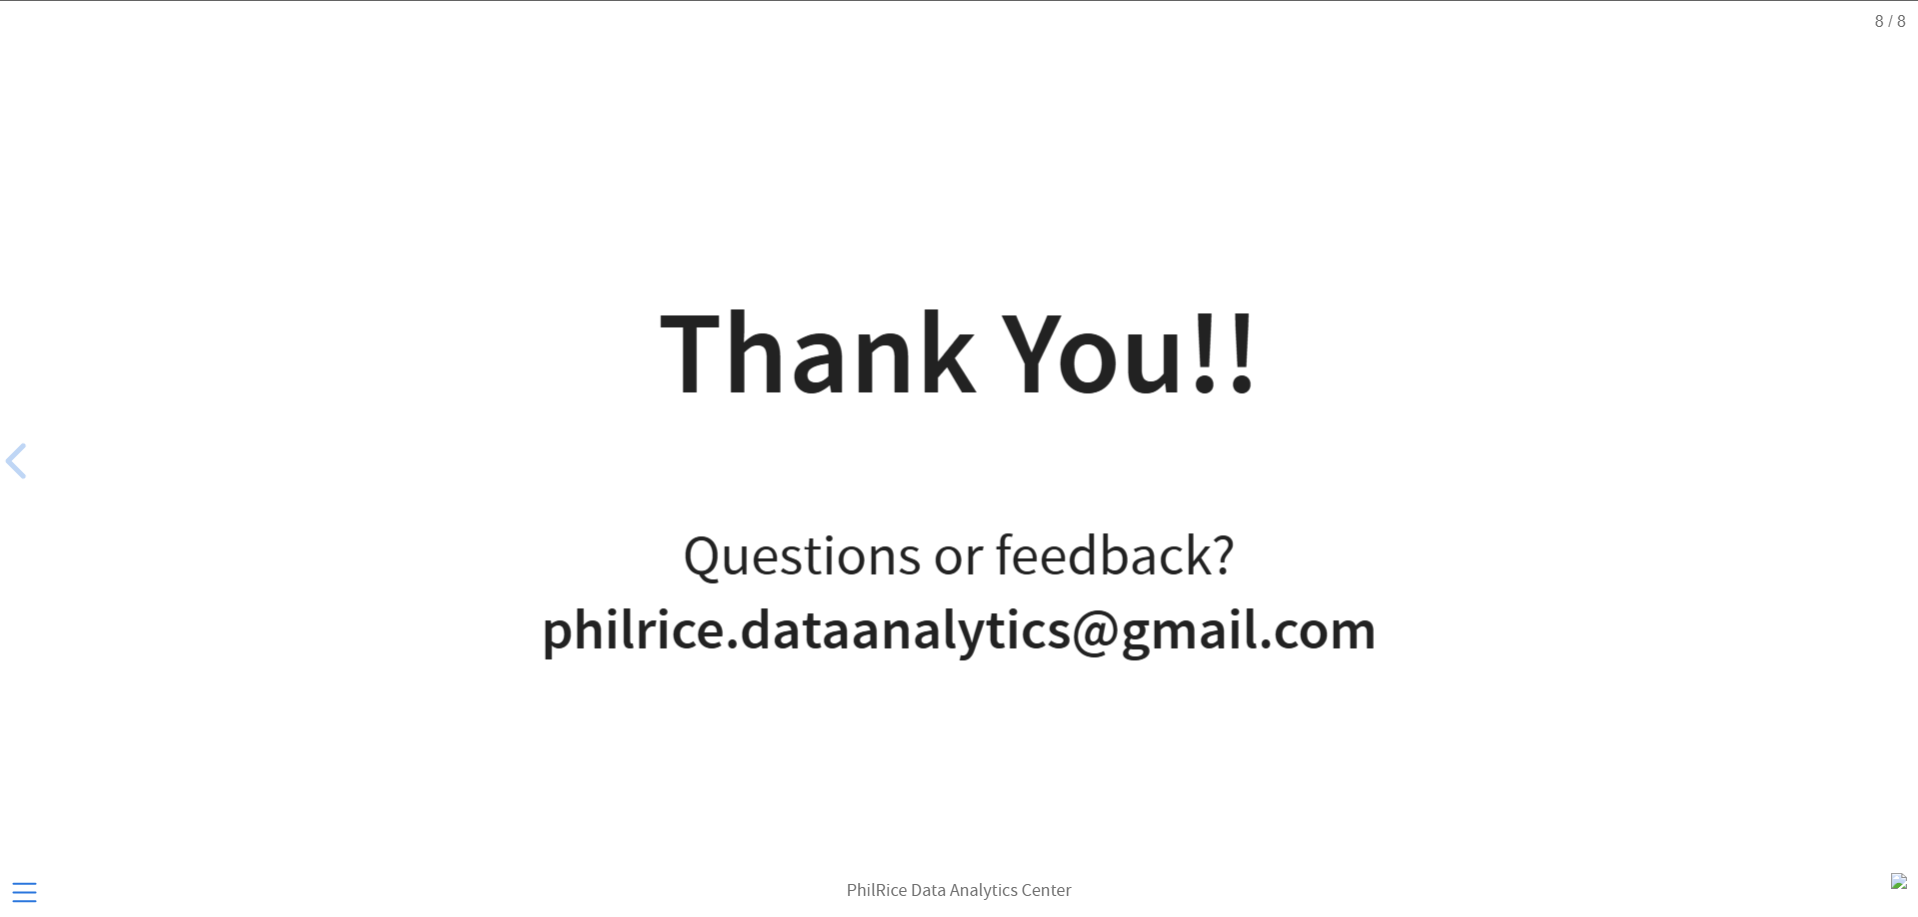 8 / 8
Thank You!!
Questions or feedback?
philrice.dataanalytics@gmail.com
PhilRice Data Analytics Center